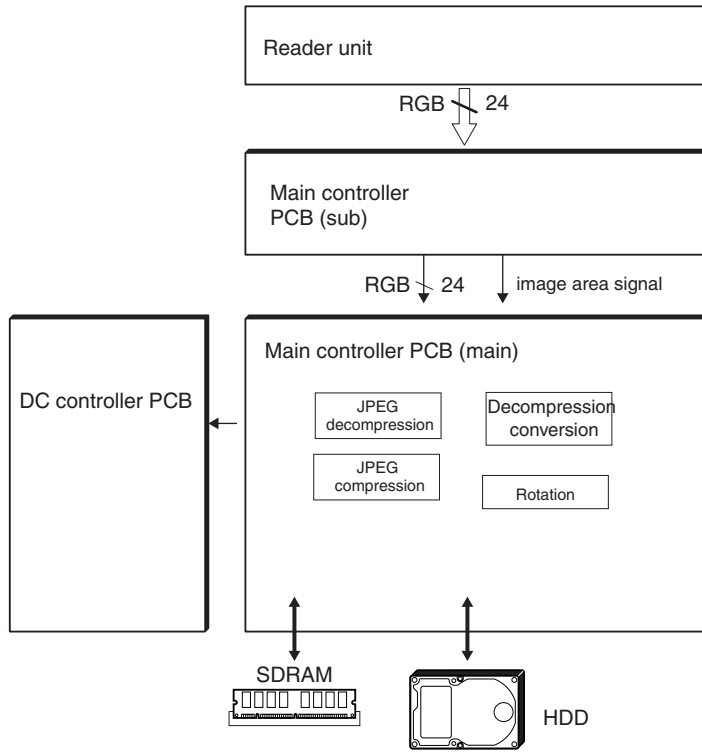 Reader unit
RGB 24
Main controller
PCB (sub)
RGB 24 image area signal
Main controller PCB (main)
DC controller PCB
JPEG
decompression
Decompression
conversion
JPEG
compression
Rotation
SDRAM
HDD